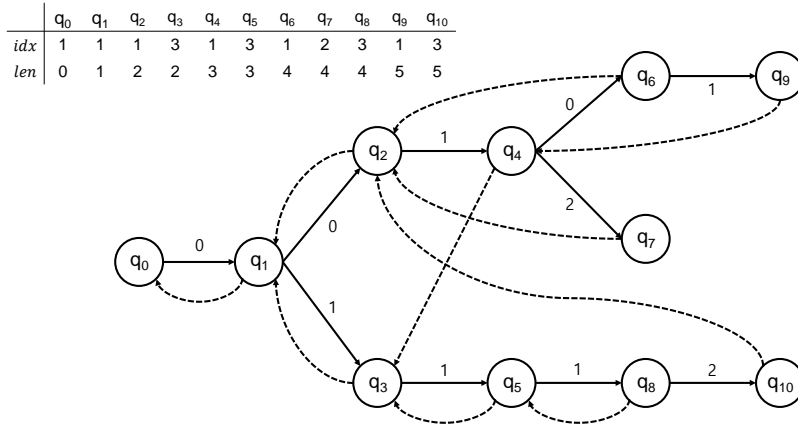 q0 q1 q2 q3 q4 q5 q6 q7 q8 q9 q10
idx 1 1 1 3 1 3 1 2 3 1 3
len 0 1 2 2 3 3 4 4 4 5 5
q6 1 q9
0
q2 1 q4
2
0
q7
q0 0 q1
1
q3 1 q5 1 q8 2 q10